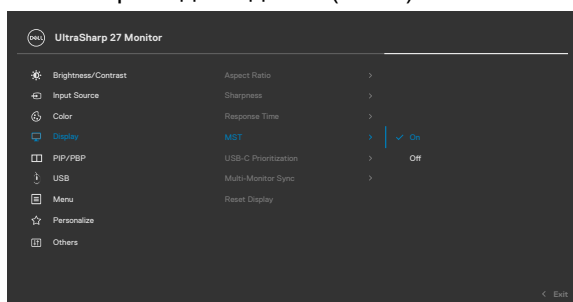 DELL UltraSharp 27 Monitor
Brightness/Contrast Aspect Ratio >
Input Source Sharpness >
Color Response Time >
Display MST > ✓ On
PIP/PBP USB-C Prioritization > Off
USB Multi-Monitor Sync >
Menu Reset Display
Personalize
Others
< Exit